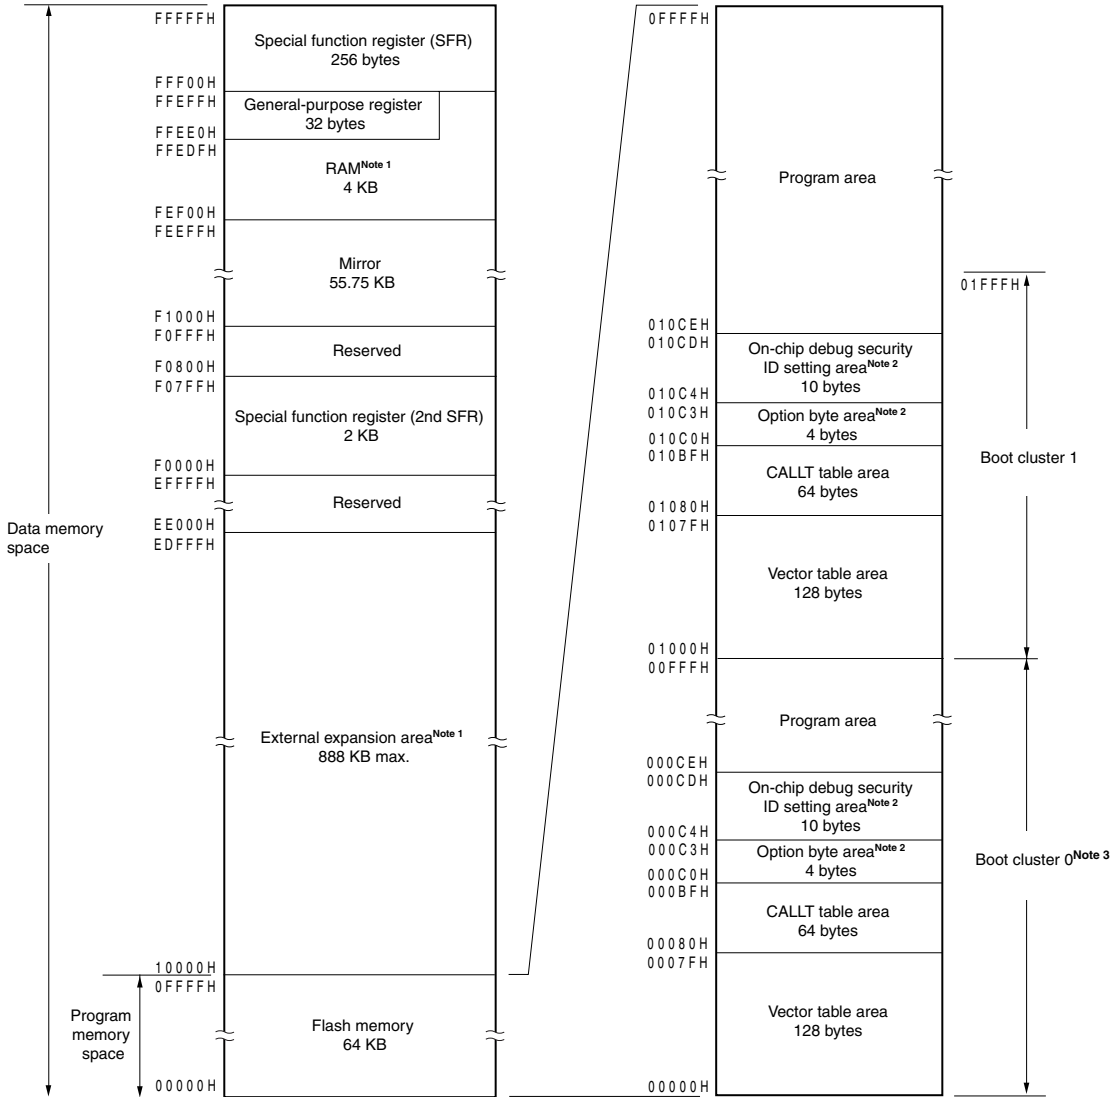 FFFFFH
Special function register (SFR)
256 bytes
FFF00H
FFEFFH
General-purpose register
32 bytes
FFEE0H
FFEDFH
RAMNote 1
4 KB
FEF00H
FEEFFH
Mirror
55.75 KB
F1000H
F0FFFH
Reserved
F0800H
F07FFH
Special function register (2nd SFR)
2 KB
F0000H
EFFFFH
Reserved
EE000H
EDFFFH
Data memory
space
External expansion areaNote 1
888 KB max.
10000H
0FFFFH
Program
memory
space
Flash memory
64 KB
00000H
0FFFFH
Program area
01FFFH
010CEH
010CDH
On-chip debug security
ID setting areaNote 2
10 bytes
010C4H
010C3H
Option byte areaNote 2
4 bytes
010C0H
010BFH
CALLT table area
64 bytes
Boot cluster 1
01080H
0107FH
Vector table area
128 bytes
01000H
00FFFH
Program area
000CEH
000CDH
On-chip debug security
ID setting areaNote 2
10 bytes
000C4H
000C3H
Option byte areaNote 2
4 bytes
Boot cluster 0Note 3
000C0H
000BFH
CALLT table area
64 bytes
00080H
0007FH
Vector table area
128 bytes
00000H